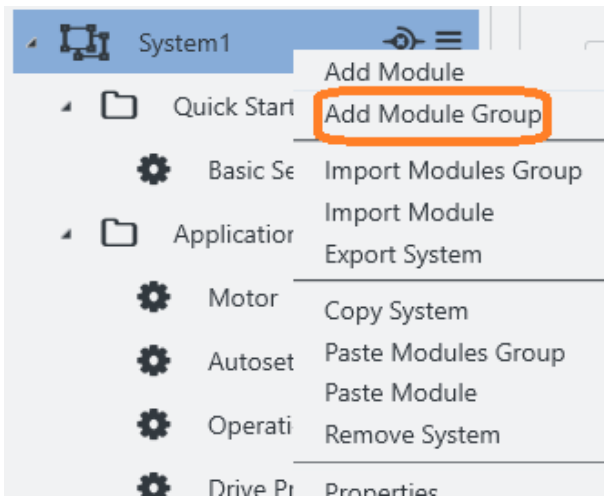 System1
Add Module
Quick Start
Add Module Group
Basic Se
Import Modules Group
Import Module
Application
Export System
Motor
Copy System
Autoset
Paste Modules Group
Paste Module
Operati
Remove System
Drive Pr
Properties